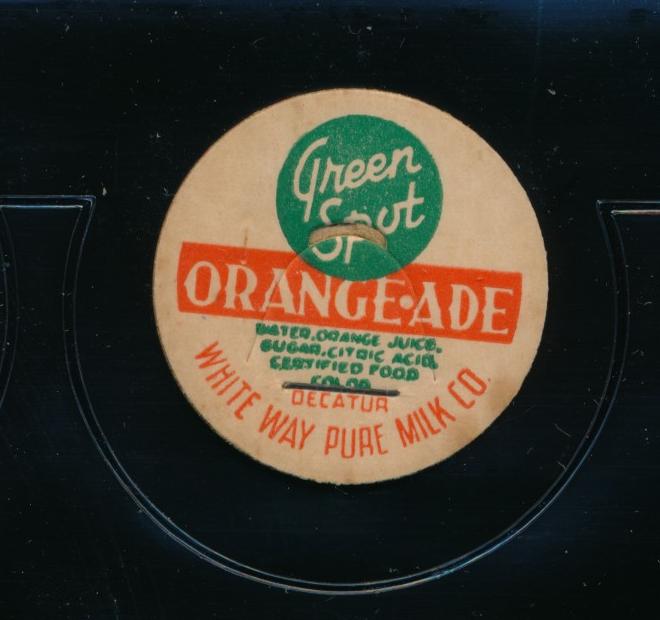 Green
Spot
ORANGE·ADE
WATER, ORANGE JUICE,
SUGAR, CITRIC ACID,
CERTIFIED FOOD
COLOR
DECATUR
WHITE WAY PURE MILK CO.